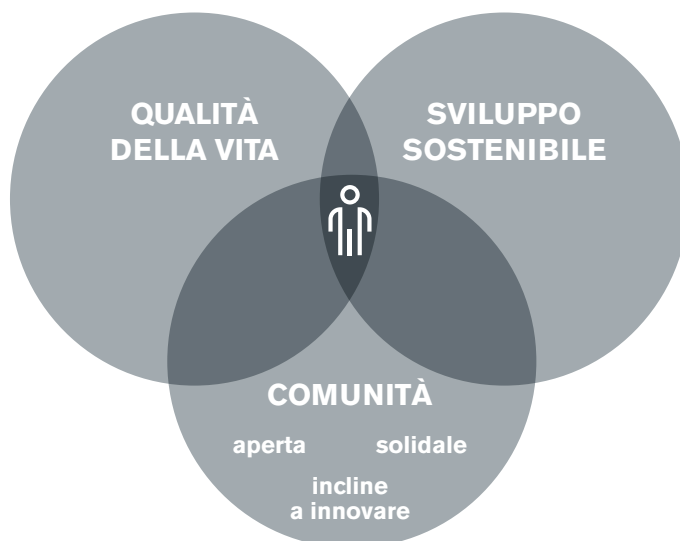 QUALITÀ
DELLA VITA
SVILUPPO
SOSTENIBILE
COMUNITÀ
aperta
solidale
incline
a innovare